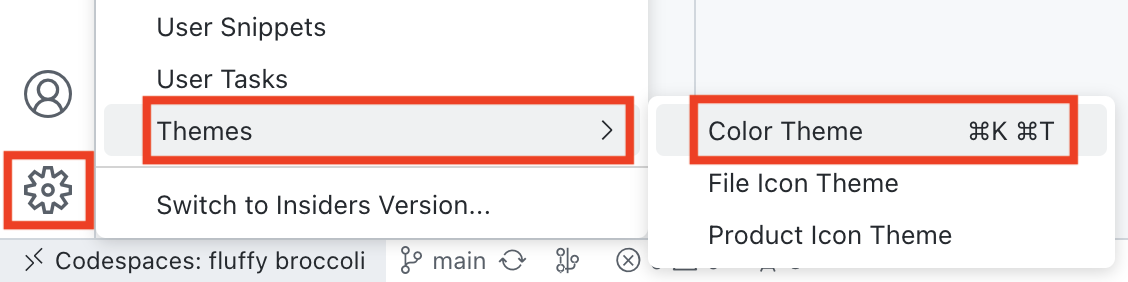 User Snippets
User Tasks
Themes
Color Theme ⌘K ⌘T
File Icon Theme
Switch to Insiders Version...
Product Icon Theme
Codespaces: fluffy broccoli main